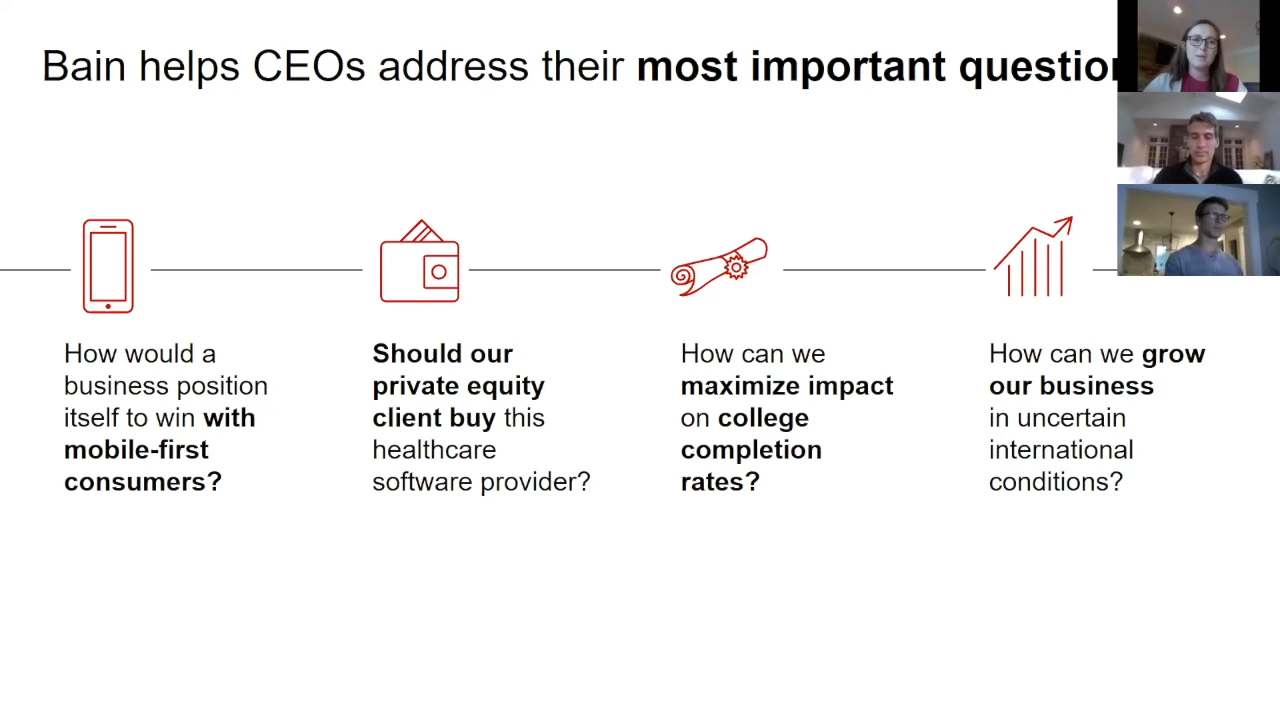 Bain helps CEOs address their most important question
How would a
business position
itself to win with
mobile-first
consumers?
Should our
private equity
client buy this
healthcare
software provider?
How can we
maximize impact
on college
completion
rates?
How can we grow
our business
in uncertain
international
conditions?